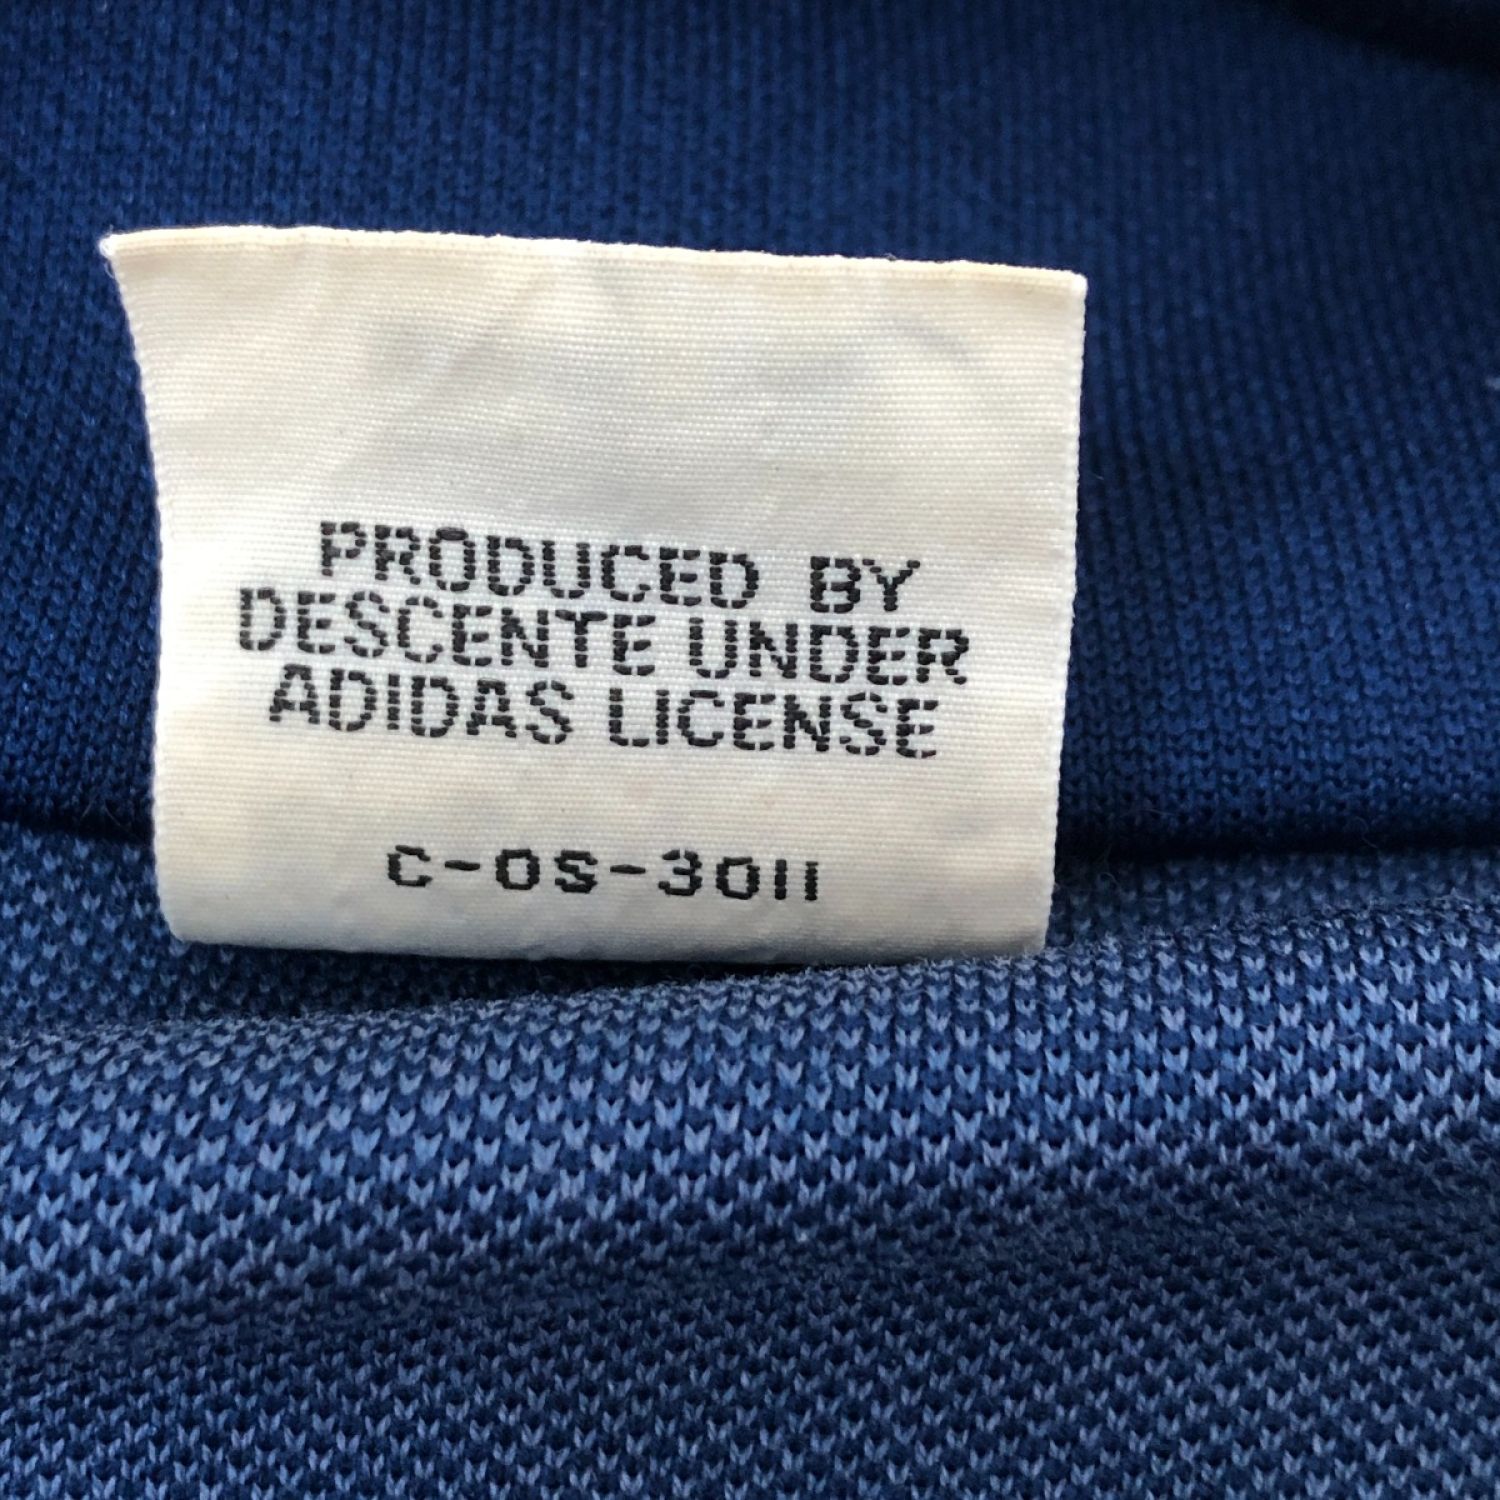 PRODUCED BY
DESCENTE UNDER
ADIDAS LICENSE
C-OS-3011